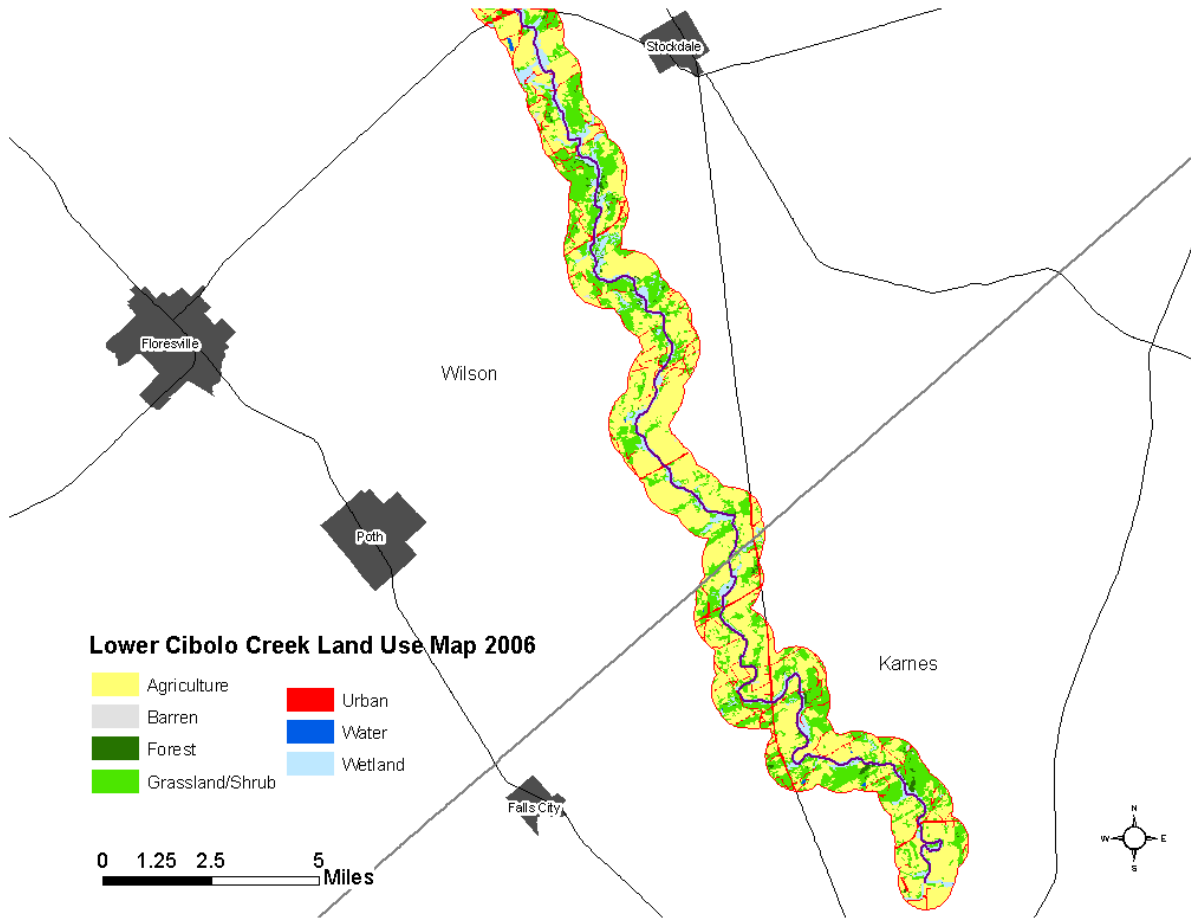 Stockdale
Floresville
Wilson
Poth
Karnes
Lower Cibolo Creek Land Use Map 2006
Agriculture
Barren
Forest
Grassland/Shrub
Urban
Water
Wetland
Falls City
0 1.25 2.5 5
Miles
N
W E
S